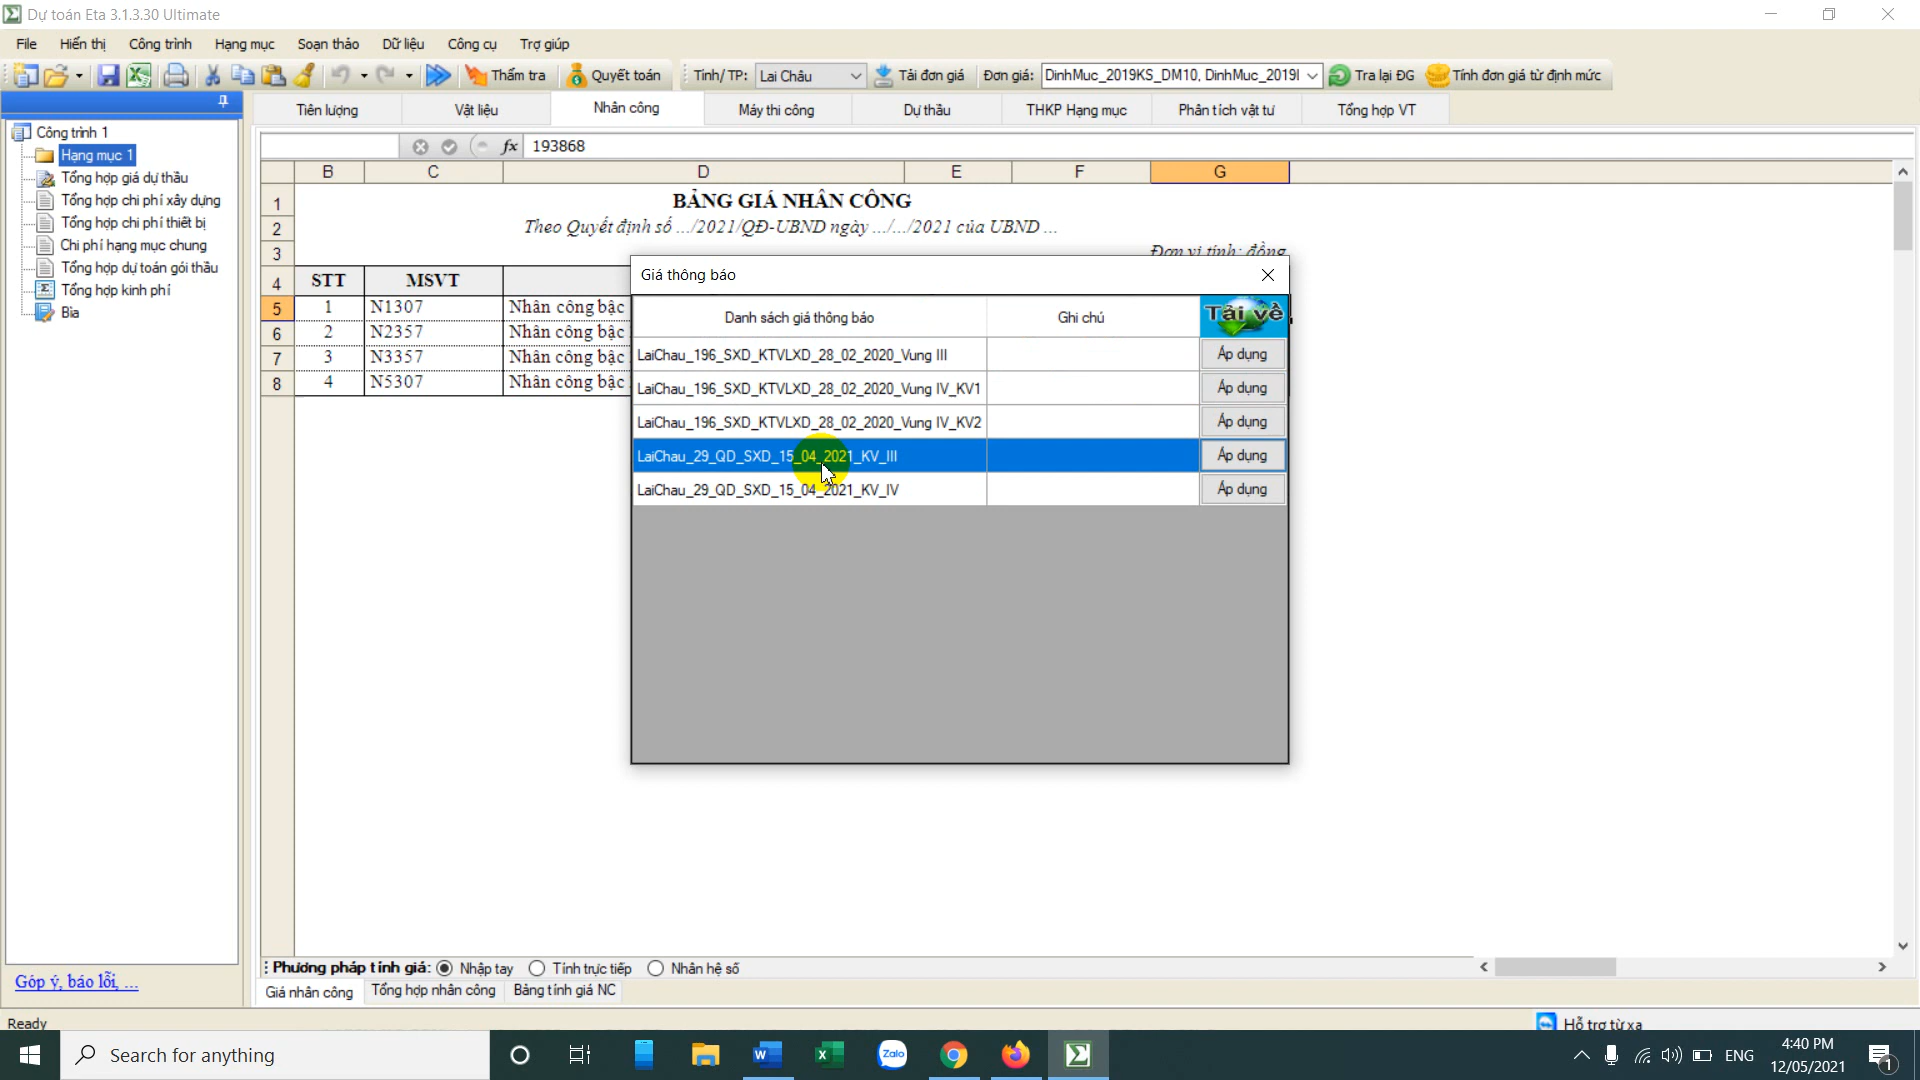 Dự toán Eta 3.1.3.30 Ultimate
File Hiển thị Công trình Hạng mục Soạn thảo Dữ liệu Công cụ Trợ giúp
Thẩm tra Quyết toán Tỉnh/ TP: Lai Châu Tải đơn giá Đơn giá: DinhMuc_2019KS_DM10, DinhMuc_2019I Tra lại ĐG Tính đơn giá từ định mức
Tiên lượng Vật liệu Nhân công Máy thi công Dự thầu THKP Hạng mục Phân tích vật tư Tổng hợp VT
Công trình 1
Hạng mục 1
Tổng hợp giá dự thầu
Tổng hợp chi phí xây dựng
Tổng hợp chi phí thiết bị
Chi phí hạng mục chung
Tổng hợp dự toán gói thầu
Tổng hợp kinh phí
Bìa
Góp ý, báo lỗi, ...
fx 193868
B C D E F G
1 BẢNG GIÁ NHÂN CÔNG
2 Theo Quyết định số .../2021/QĐ-UBND ngày .../.../2021 của UBND ...
3 Đơn vị tính: đồng
4 STT MSVT
5 1 N1307 Nhân công bậc
6 2 N2357 Nhân công bậc
7 3 N3357 Nhân công bậc
8 4 N5307 Nhân công bậc
Giá thông báo
Danh sách giá thông báo Ghi chú Tải về
LaiChau_196_SXD_KTVLXD_28_02_2020_Vung III Áp dụng
LaiChau_196_SXD_KTVLXD_28_02_2020_Vung IV_KV1 Áp dụng
LaiChau_196_SXD_KTVLXD_28_02_2020_Vung IV_KV2 Áp dụng
LaiChau_29_QD_SXD_15_04_2021_KV_III Áp dụng
LaiChau_29_QD_SXD_15_04_2021_KV_IV Áp dụng
Phương pháp tính giá: Nhập tay Tính trực tiếp Nhân hệ số
Giá nhân công Tổng hợp nhân công Bảng tính giá NC
Ready
Hỗ trợ từ xa
Search for anything
Zalo
ENG
4:40 PM
12/05/2021
1